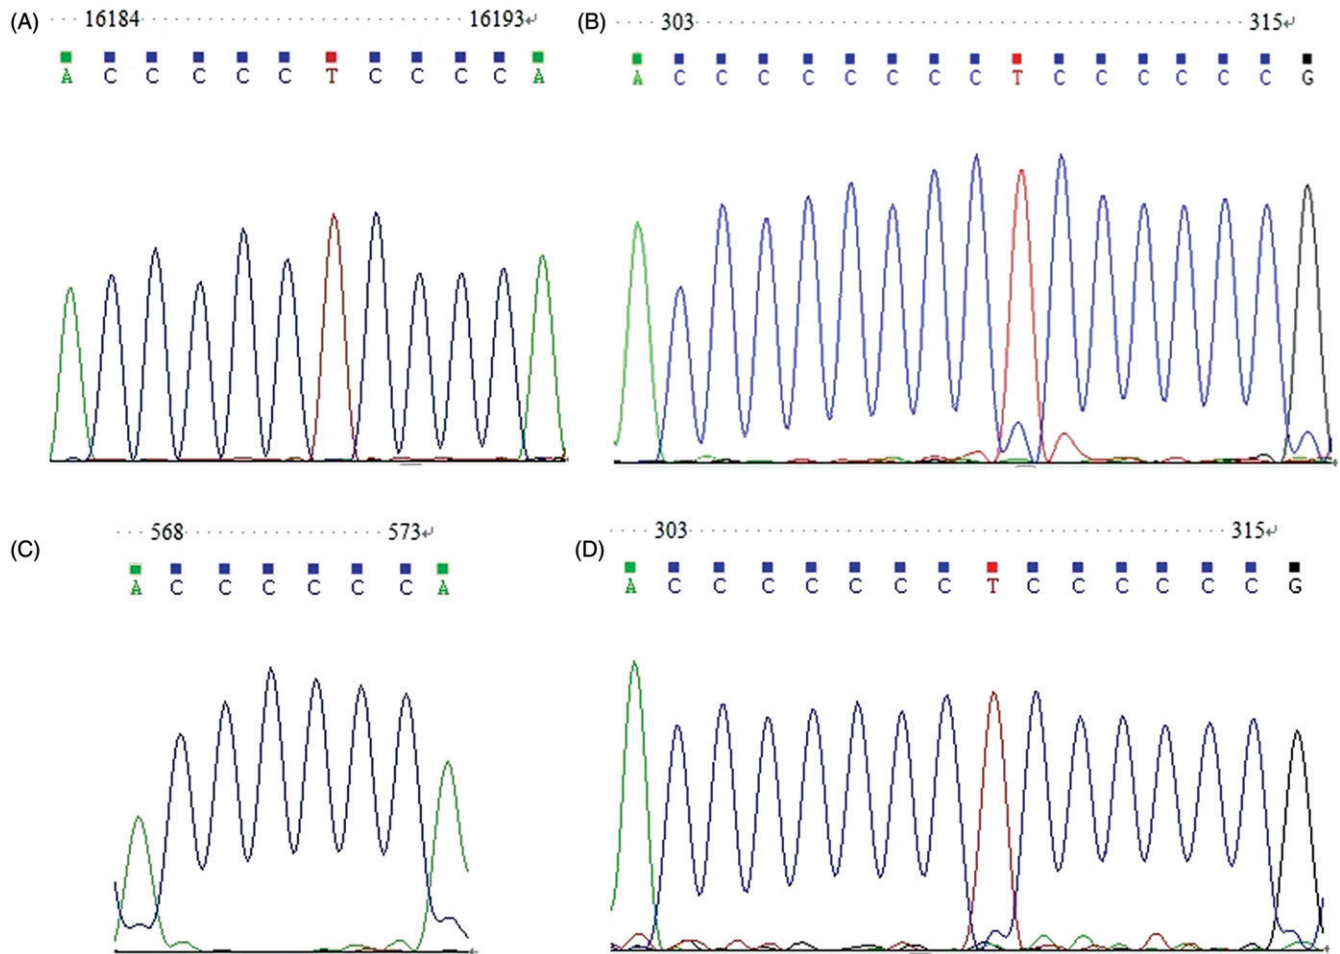 (A)
16184 · · · · · · · · · · · · · · · · · · · · · · · · 16193↵
A C C C C C T C C C C A
(B)
· · · · · 303 · · · · · · · · · · · · · · · · · · · · · · · · 315↵
A C C C C C C C C T C C C C C C G
(C)
· · · · 568 · · · · · · · · · · · · · · · · · · · · · · · · 573↵
A C C C C C C A
(D)
· · · · · 303 · · · · · · · · · · · · · · · · · · · · · · · · 315↵
A C C C C C C C T C C C C C C G